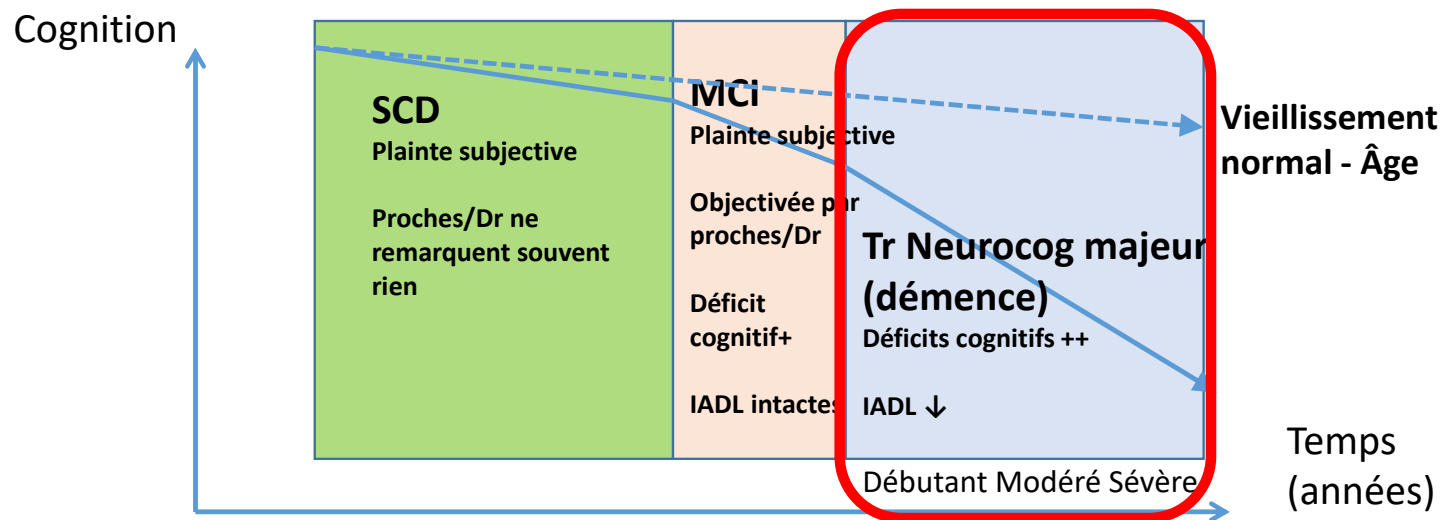 Cognition
SCD
Plainte subjective
Proches/Dr ne
remarquent souvent
rien
MCI
Plainte subjective
Objectivée par
proches/Dr
Déficit
cognitif+
IADL intactes
Tr Neurocog majeur
(démence)
Déficits cognitifs ++
IADL ↓
Débutant Modéré Sévère
Vieillissement
normal - Âge
Temps
(années)